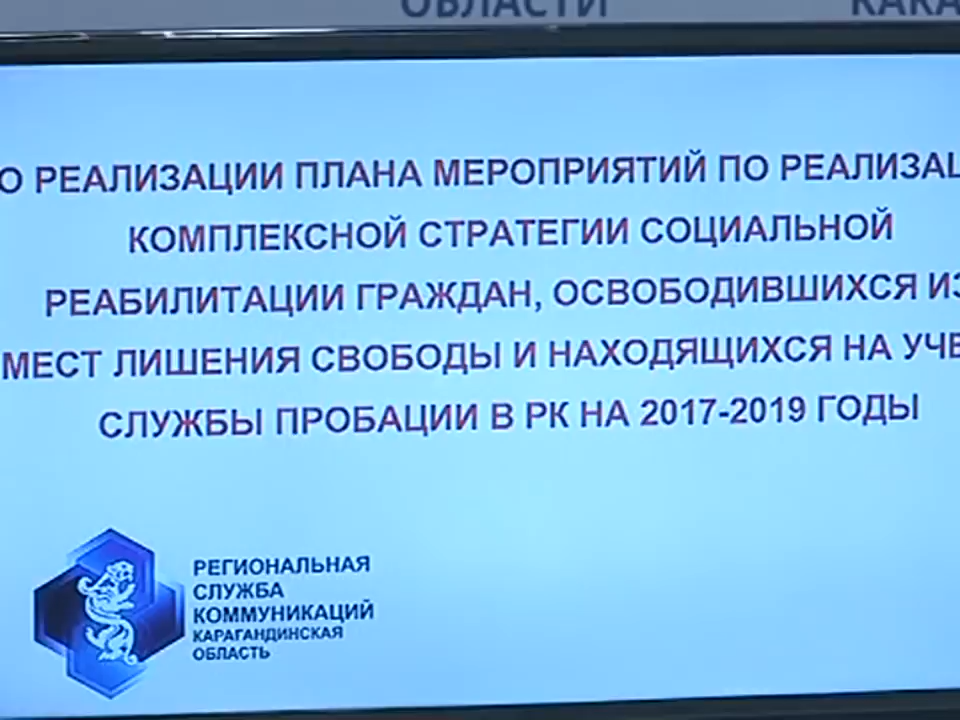 ОБЛАСТИ
О РЕАЛИЗАЦИИ ПЛАНА МЕРОПРИЯТИЙ ПО РЕАЛИЗАЦ
КОМПЛЕКСНОЙ СТРАТЕГИИ СОЦИАЛЬНОЙ
РЕАБИЛИТАЦИИ ГРАЖДАН, ОСВОБОДИВШИХСЯ ИЗ
МЕСТ ЛИШЕНИЯ СВОБОДЫ И НАХОДЯЩИХСЯ НА УЧЕ
СЛУЖБЫ ПРОБАЦИИ В РК НА 2017-2019 ГОДЫ
РЕГИОНАЛЬНАЯ
СЛУЖБА
КОММУНИКАЦИЙ
КАРАГАНДИНСКАЯ
ОБЛАСТЬ